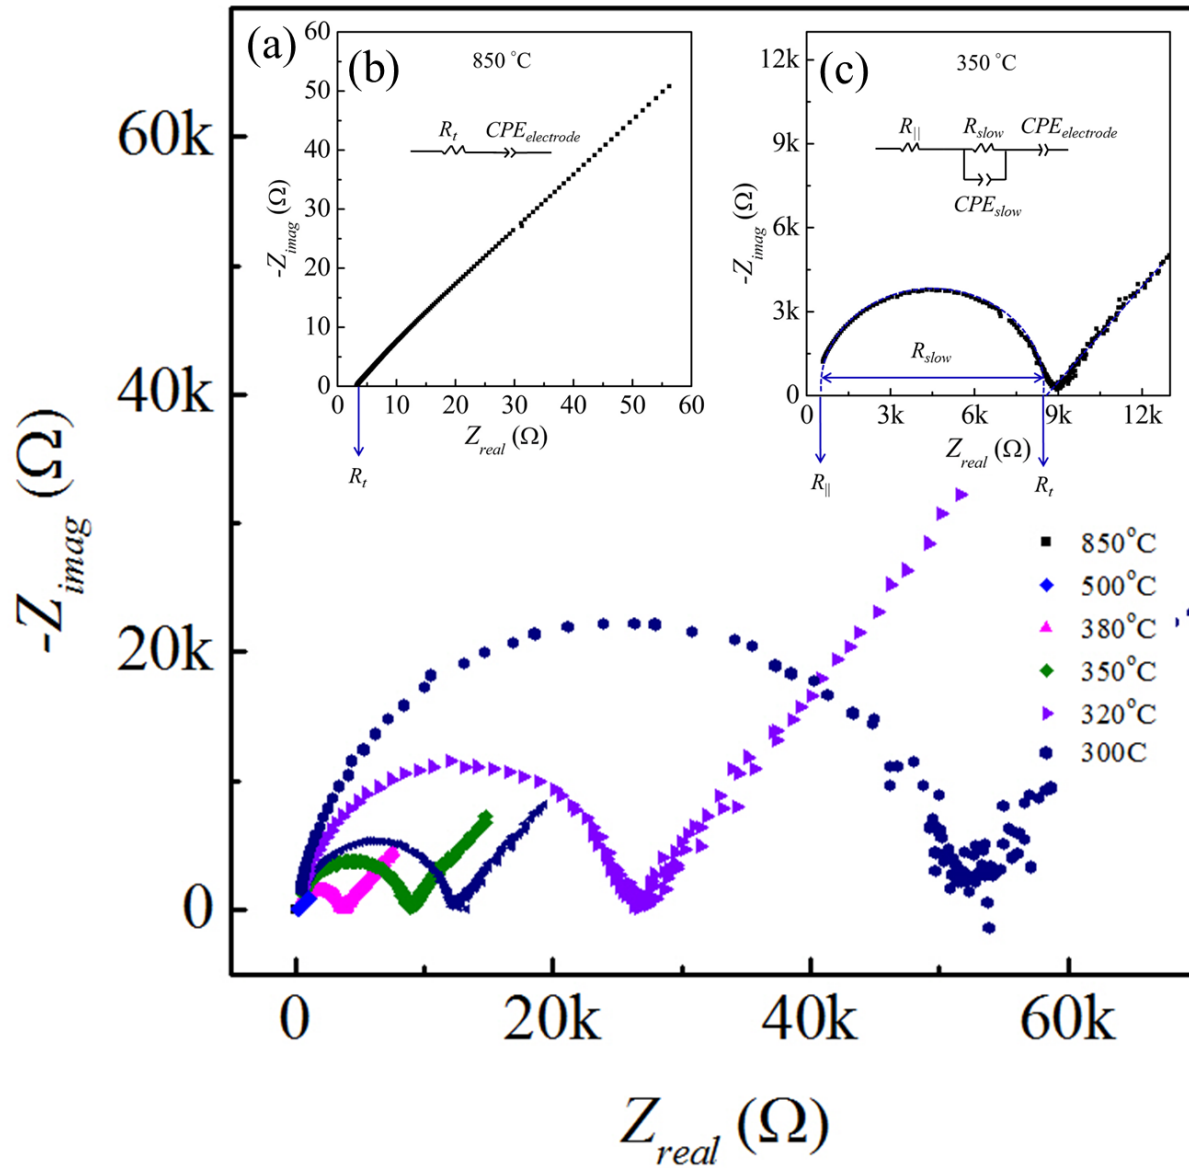 (a)
(b)
850 °C
R_t
CPE_electrode
60
50
40
30
20
10
0
-Z_imag (Ω)
0 10 20 30 40 50 60
Z_real (Ω)
R_t
(c)
350 °C
R_||
R_slow
CPE_electrode
CPE_slow
12k
9k
6k
3k
0
-Z_imag (Ω)
R_slow
0 3k 6k 9k 12k
Z_real (Ω)
R_||
R_t
60k
40k
20k
0
-Z_imag (Ω)
850°C
500°C
380°C
350°C
320°C
300C
0 20k 40k 60k
Z_real (Ω)